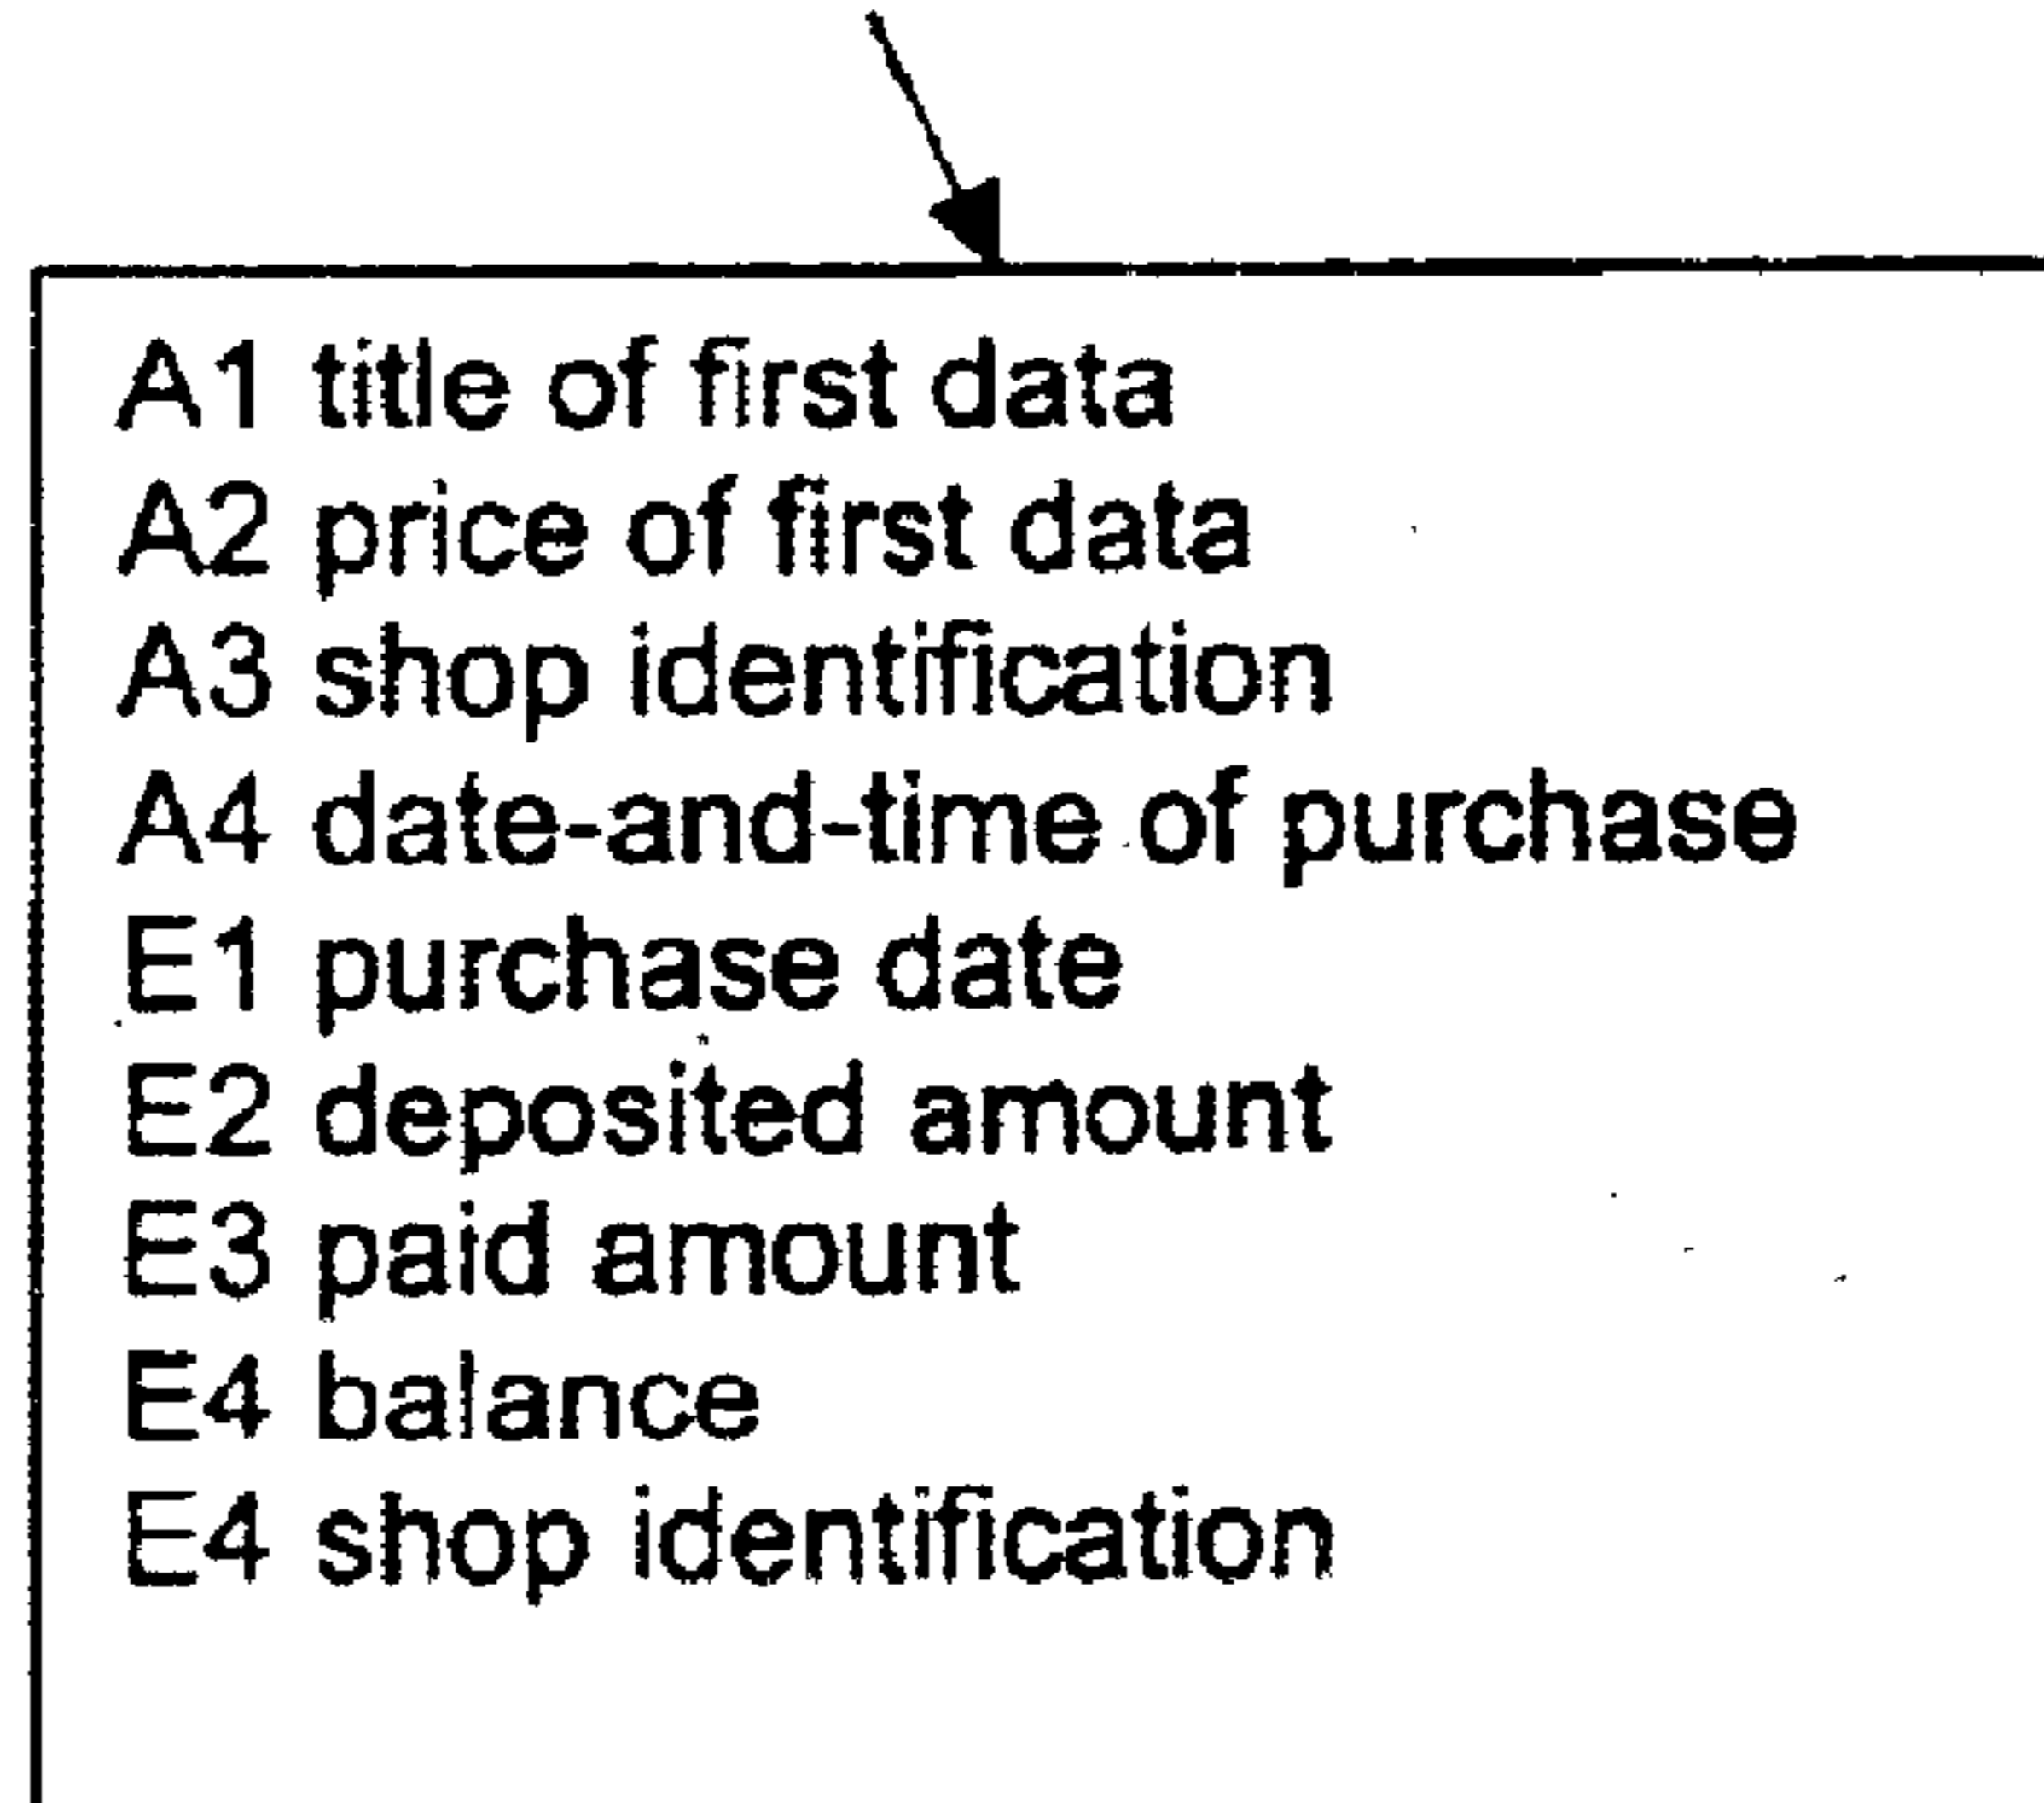 A1 title of first data
A2 price of first data
A3 shop identification
A4 date-and-time of purchase
E1 purchase date
E2 deposited amount
E3 paid amount
E4 balance
E4 shop identification